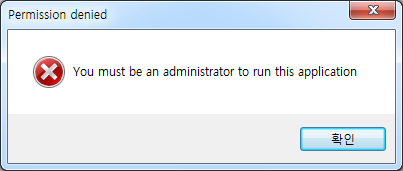 Permission denied
You must be an administrator to run this application
확인